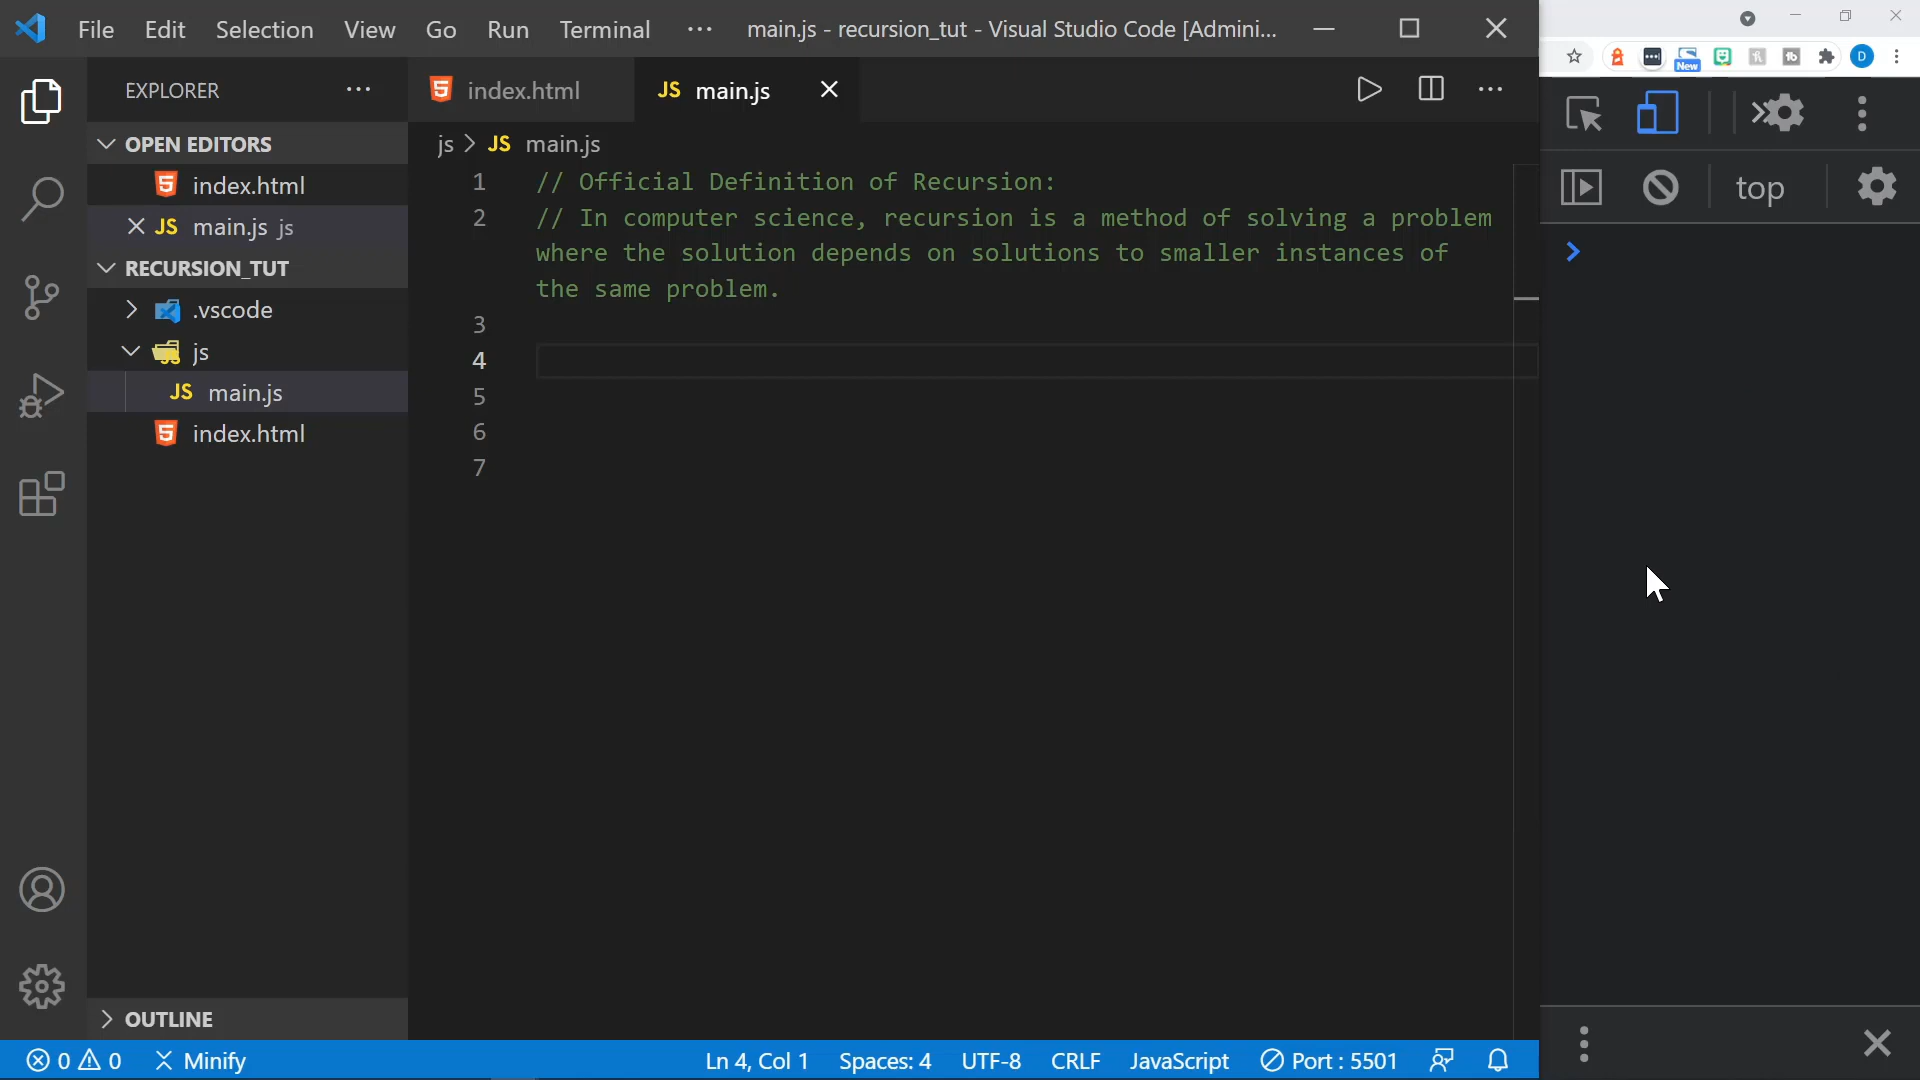 File Edit Selection View Go Run Terminal ··· main.js - recursion_tut - Visual Studio Code [Admini...
New
D
EXPLORER ···
index.html
JS main.js
OPEN EDITORS
index.html
JS main.js js
RECURSION_TUT
.vscode
js
JS main.js
index.html
OUTLINE
js > JS main.js
1 // Official Definition of Recursion:
2 // In computer science, recursion is a method of solving a problem
where the solution depends on solutions to smaller instances of
the same problem.
3
4
5
6
7
top
0 0 Minify Ln 4, Col 1 Spaces: 4 UTF-8 CRLF JavaScript Port : 5501